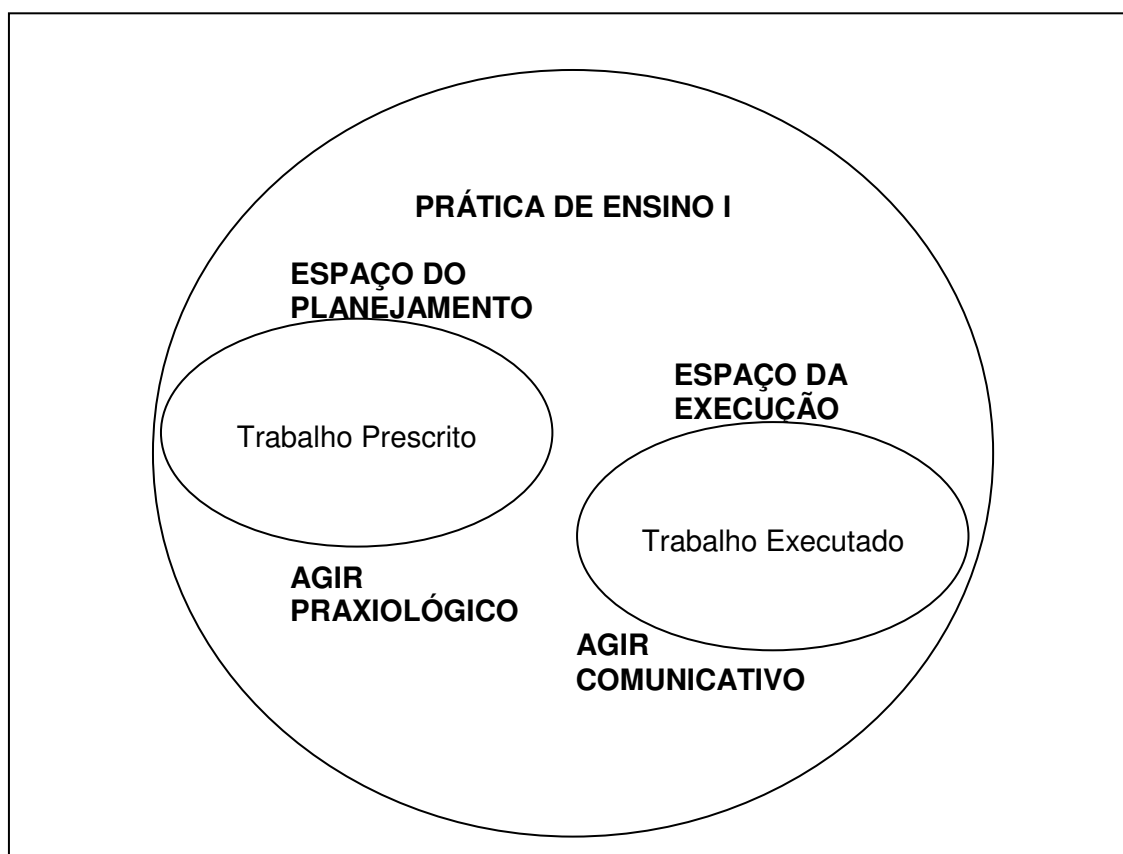 PRÁTICA DE ENSINO I
ESPAÇO DO
PLANEJAMENTO
Trabalho Prescrito
AGIR
PRAXIOLÓGICO
ESPAÇO DA
EXECUÇÃO
Trabalho Executado
AGIR
COMUNICATIVO